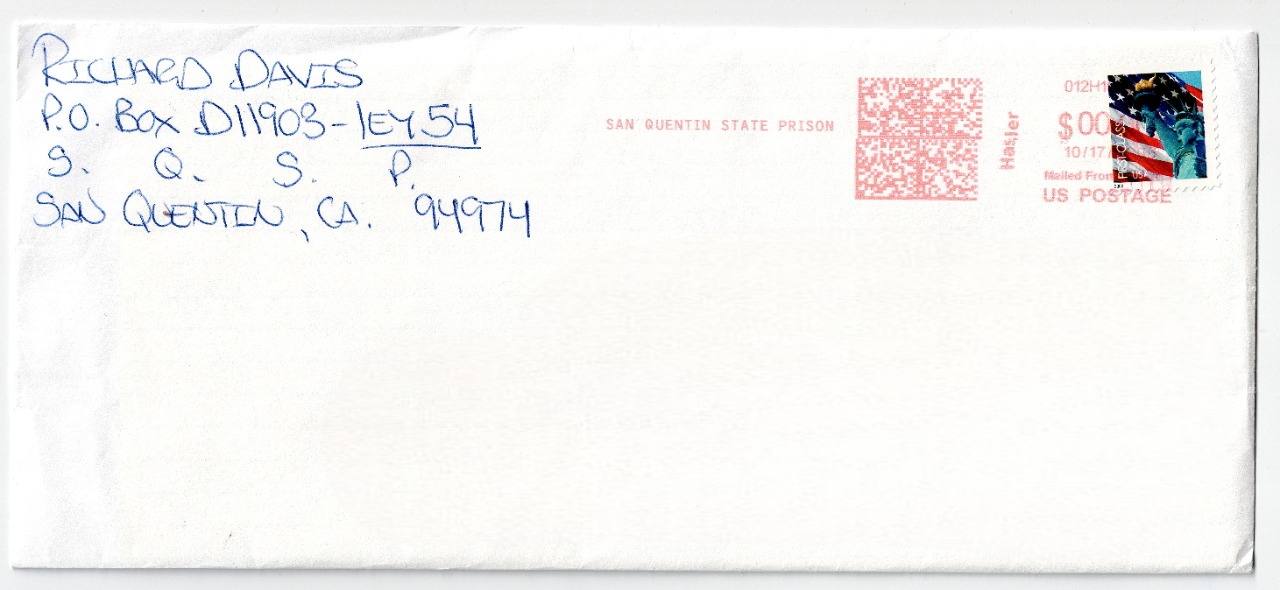 RICHARD DAVIS
P.O. BOX D11903-1EY54
S. Q. S. P.
SAN QUENTIN, CA. 94974
SAN QUENTIN STATE PRISON
Hasler
012H1
$00
10/17/
Mailed From
US POSTAGE